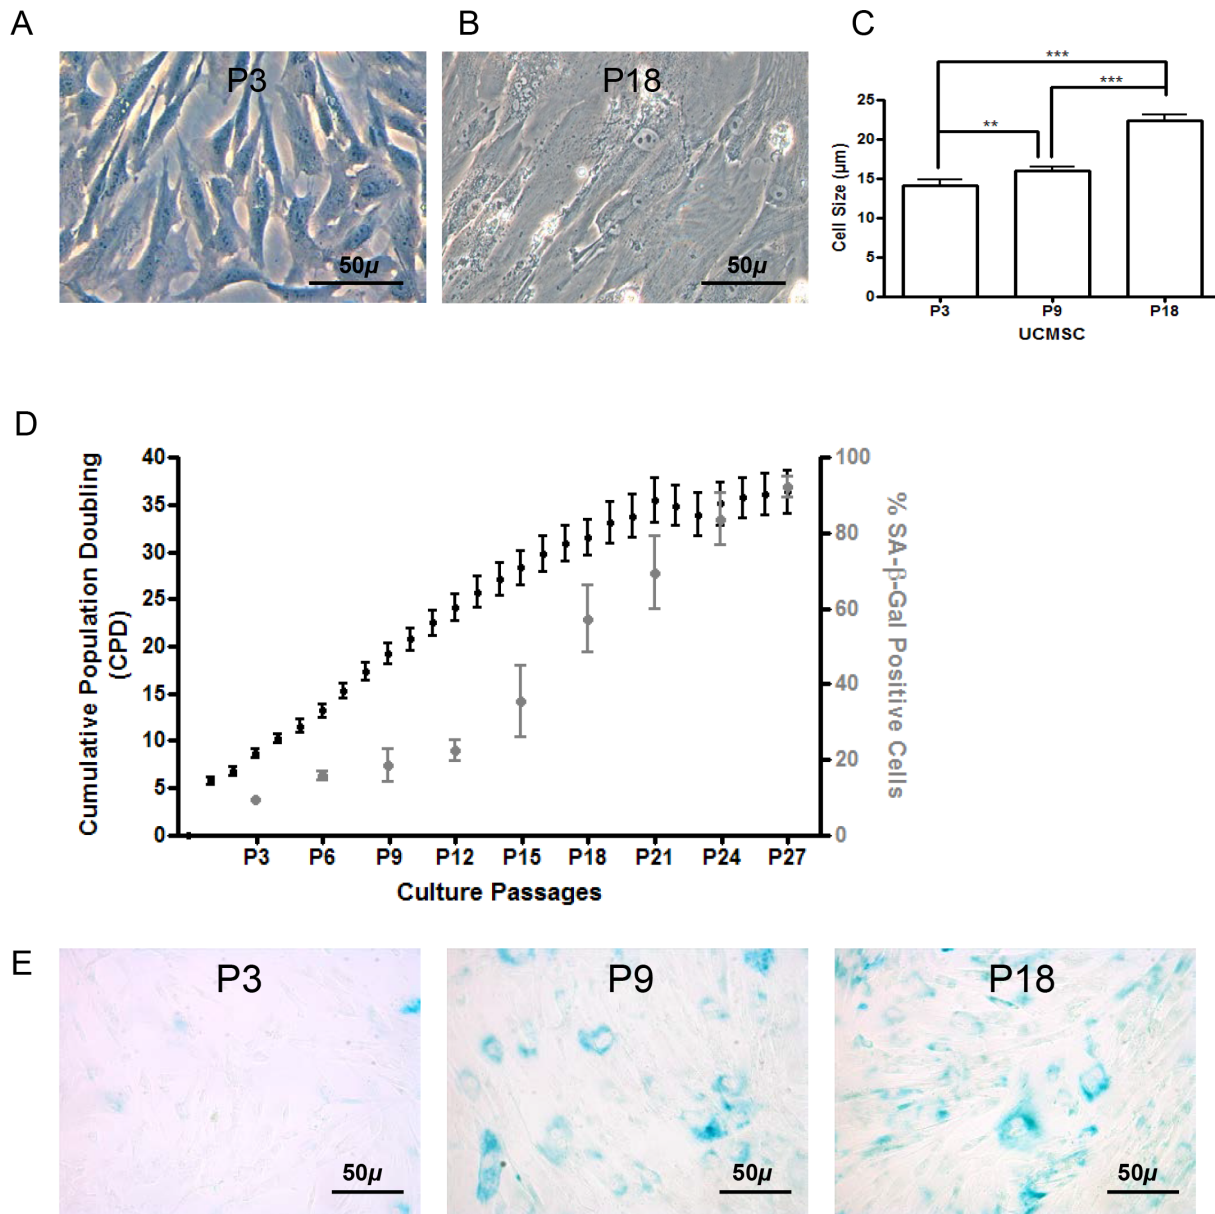 A
B
C
P3
50µ
P18
50µ
***
***
**
25
20
15
10
5
0
Cell Size (µm)
P3 P9 P18
UCMSC
D
Cumulative Population Doubling
(CPD)
40
35
30
25
20
15
10
5
0
100
80
60
40
20
0
% SA-β-Gal Positive Cells
P3 P6 P9 P12 P15 P18 P21 P24 P27
Culture Passages
E
P3
50µ
P9
50µ
P18
50µ